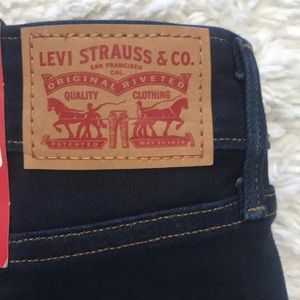 LEVI STRAUSS & CO.
SAN FRANCISCO
CAL.
ORIGINAL RIVETED
QUALITY CLOTHING
PATENTED MAY 20 1873